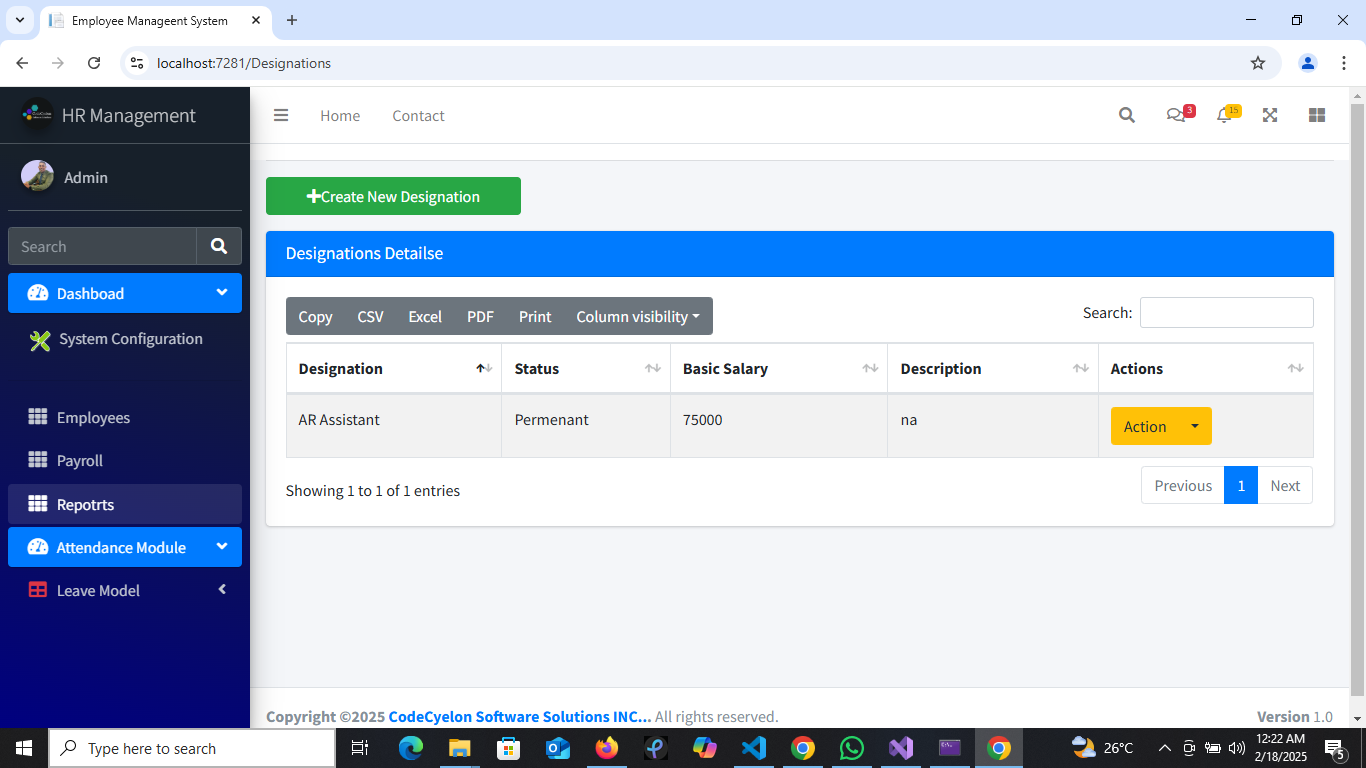 Employee Manageent System
localhost:7281/Designations
HR Management
Home Contact
3
15
Admin
Search
Dashboad
System Configuration
Employees
Payroll
Repotrts
Attendance Module
Leave Model
Create New Designation
Designations Detailse
Copy CSV Excel PDF Print Column visibility
Search:
Designation Status Basic Salary Description Actions
AR Assistant Permenant 75000 na Action
Showing 1 to 1 of 1 entries
Previous 1 Next
Copyright ©2025 CodeCyelon Software Solutions INC... All rights reserved.
Version 1.0
Type here to search
26°C
12:22 AM
2/18/2025
5